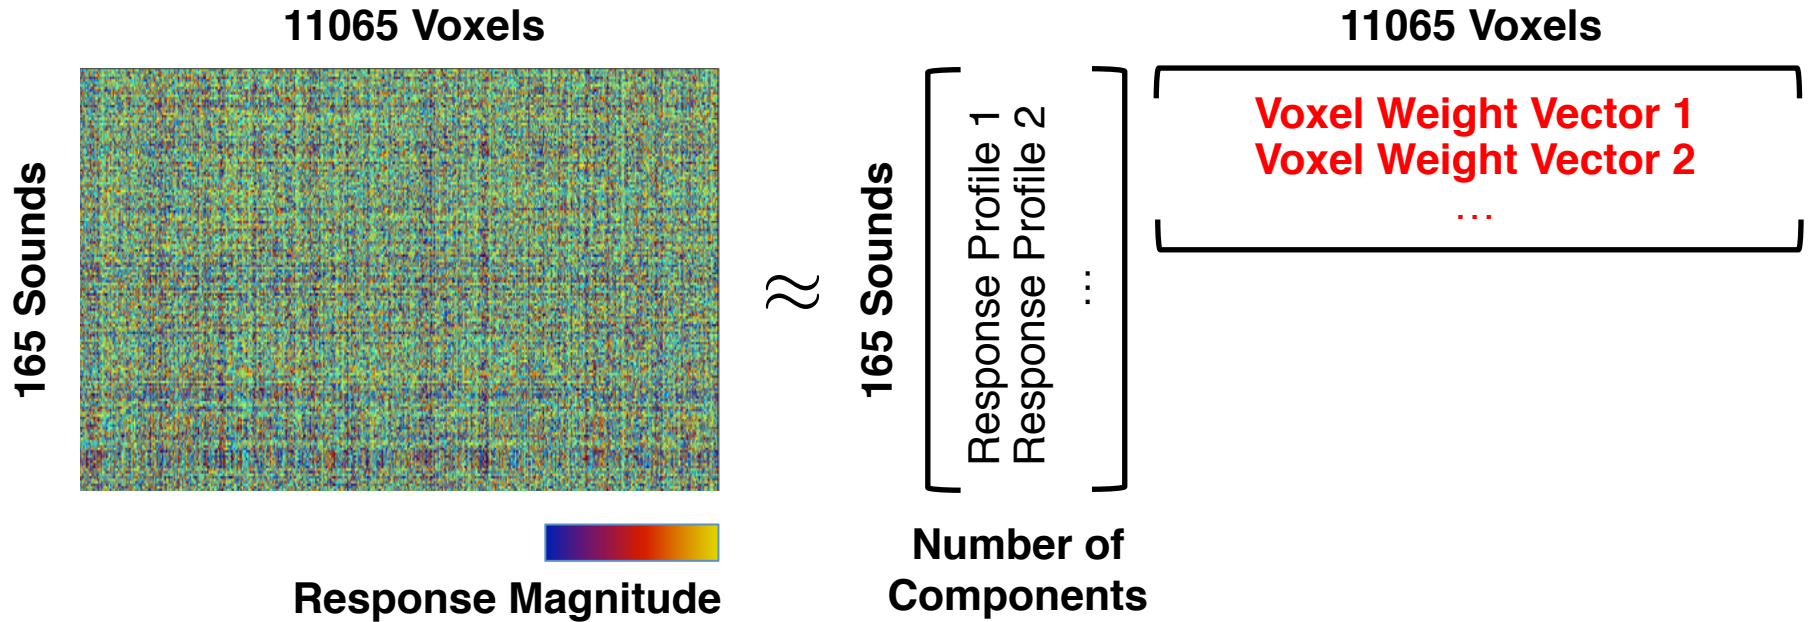 11065 Voxels
165 Sounds
Response Magnitude
≈
165 Sounds
Response Profile 1
Response Profile 2
...
Number of
Components
11065 Voxels
Voxel Weight Vector 1
Voxel Weight Vector 2
...